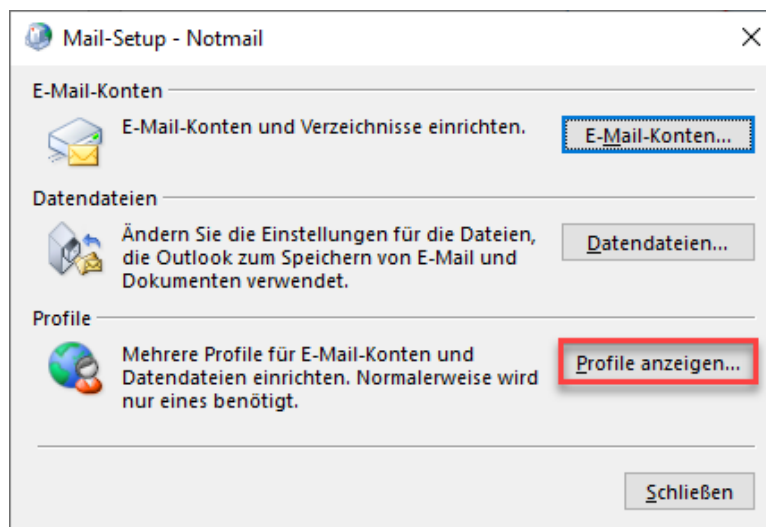 Mail-Setup - Notmail
E-Mail-Konten
E-Mail-Konten und Verzeichnisse einrichten.
E-Mail-Konten...
Datendateien
Ändern Sie die Einstellungen für die Dateien,
die Outlook zum Speichern von E-Mail und
Dokumenten verwendet.
Datendateien...
Profile
Mehrere Profile für E-Mail-Konten und
Datendateien einrichten. Normalerweise wird
nur eines benötigt.
Profile anzeigen...
Schließen